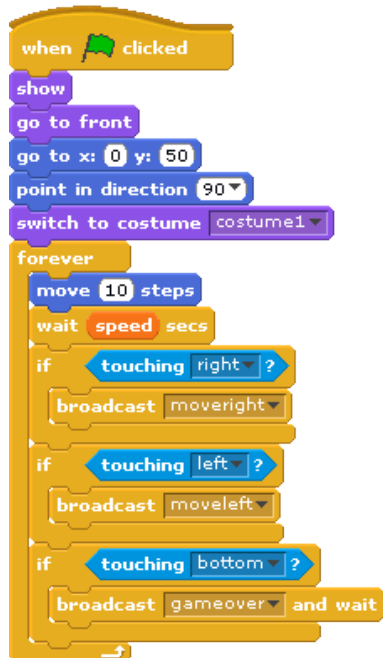 when clicked
show
go to front
go to x: 0 y: 50
point in direction 90
switch to costume costume1
forever
move 10 steps
wait speed secs
if touching right ?
broadcast moveright
if touching left ?
broadcast moveleft
if touching bottom ?
broadcast gameover and wait